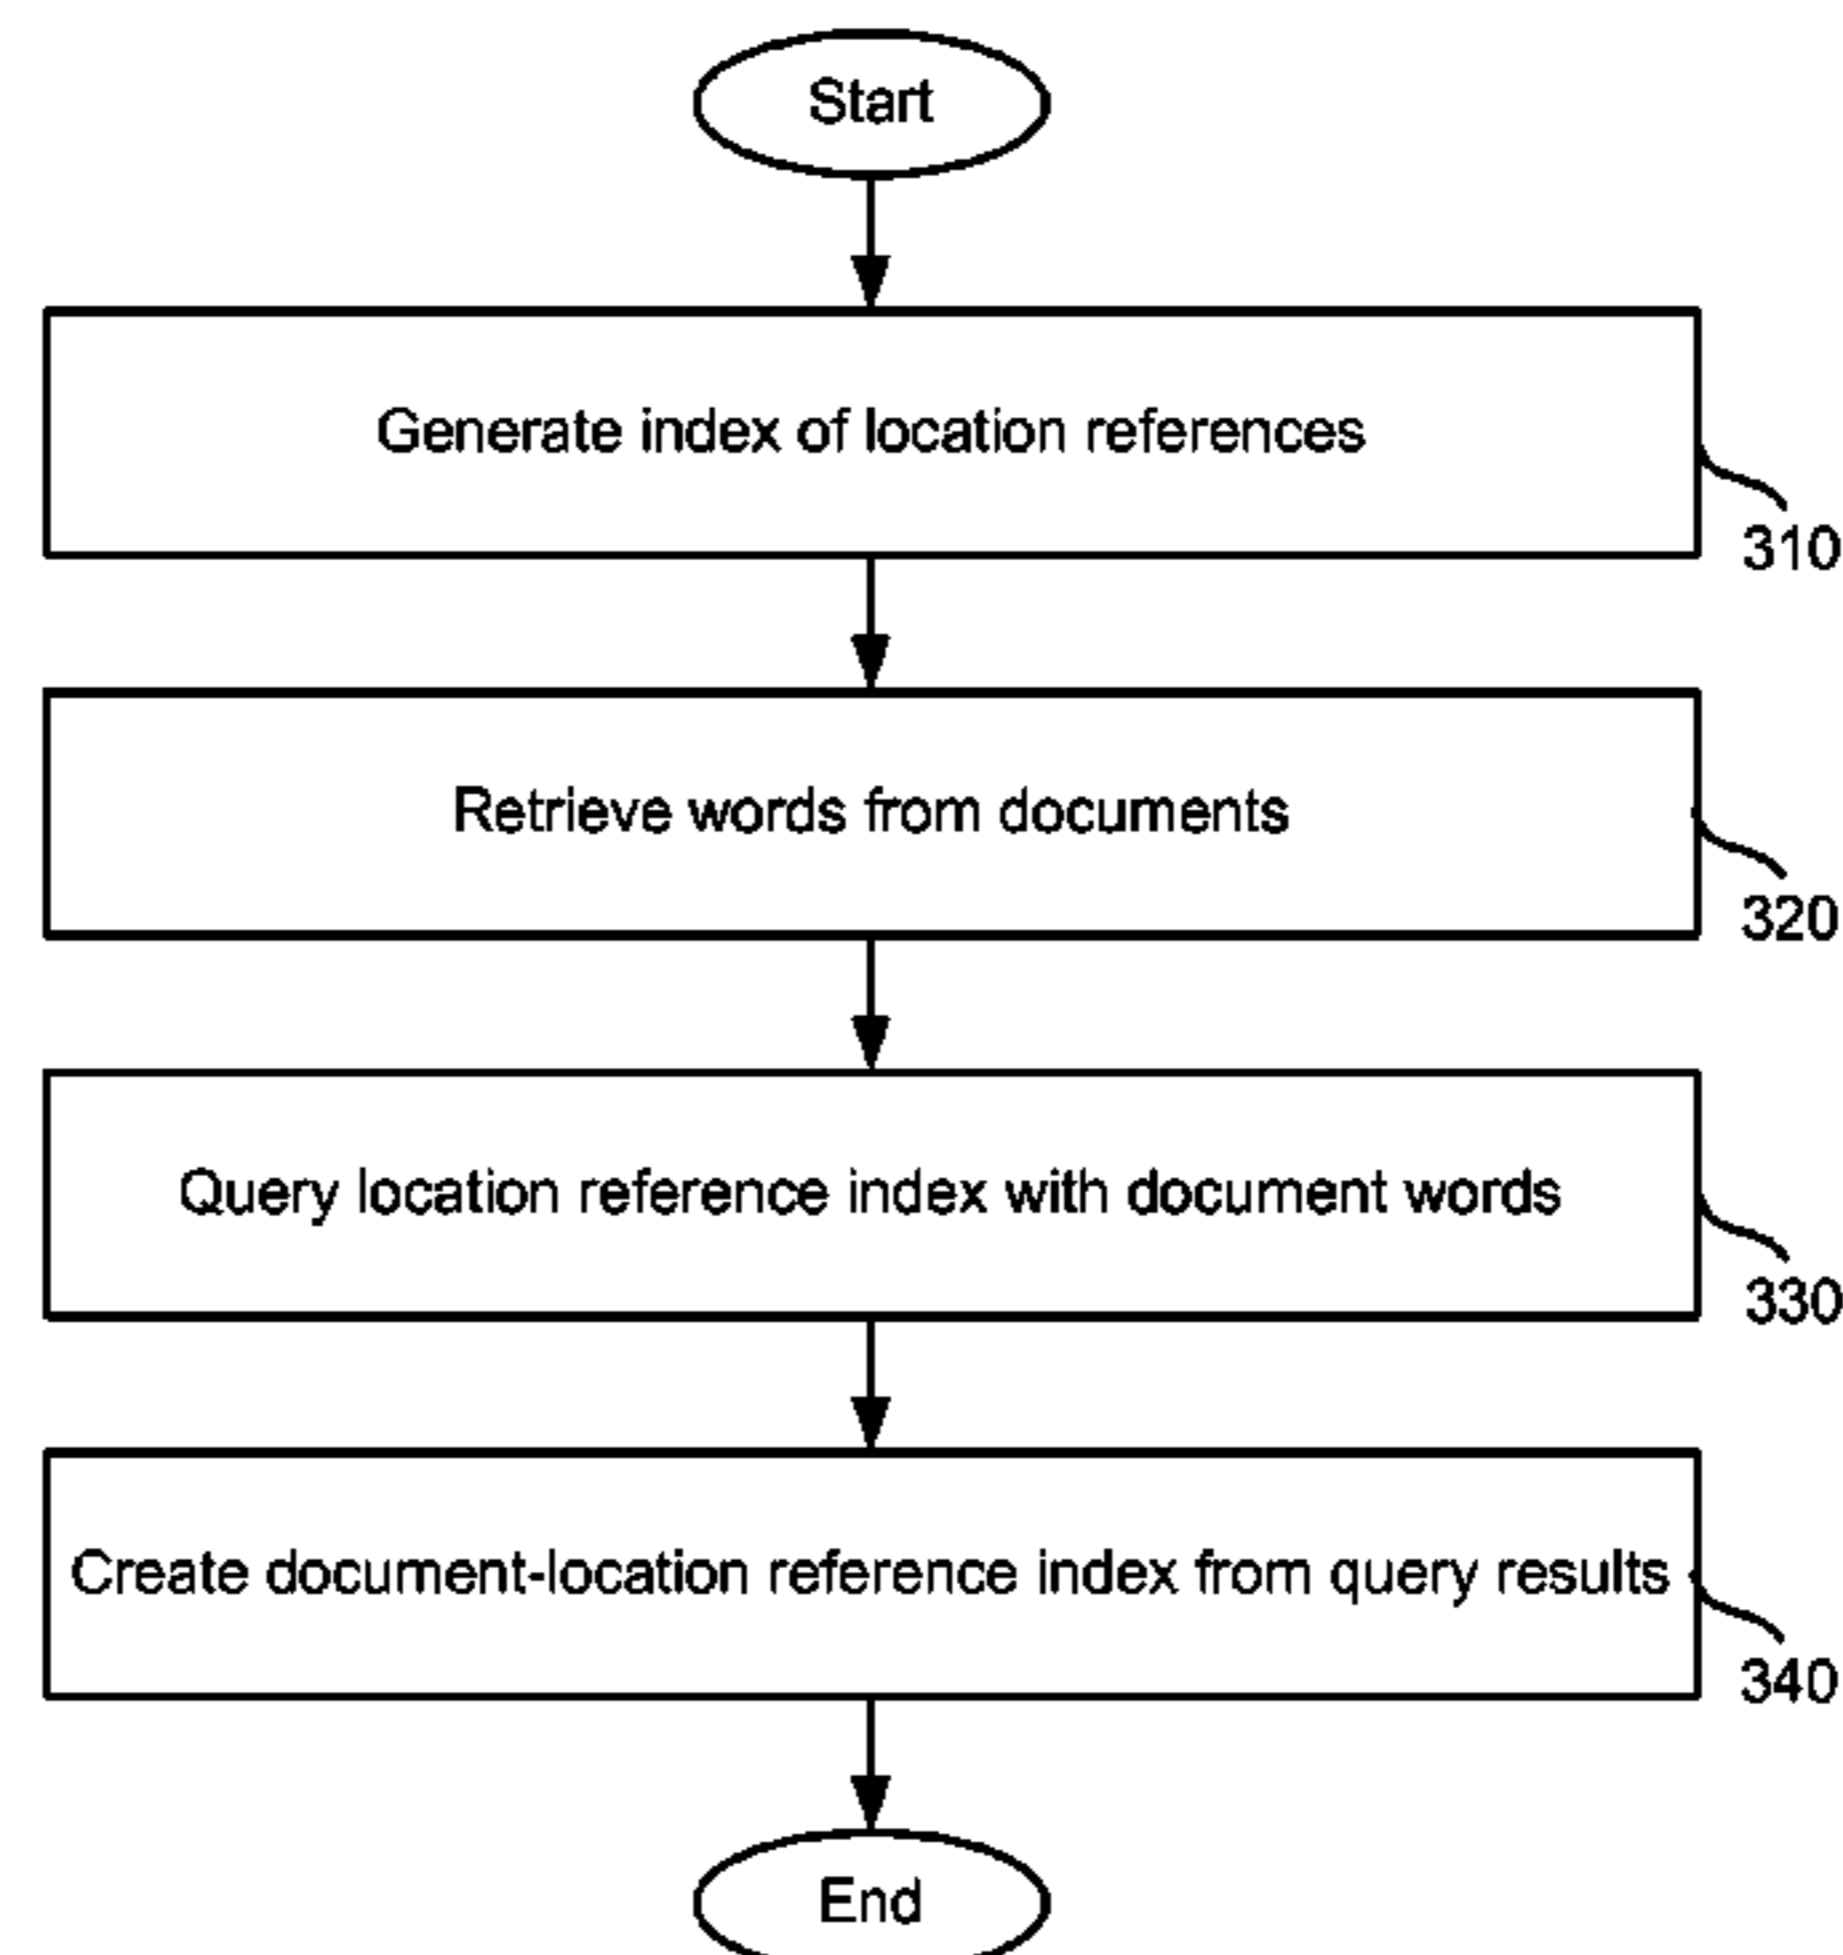 Start
Generate index of location references
310
Retrieve words from documents
320
Query location reference index with document words
330
Create document-location reference index from query results
340
End